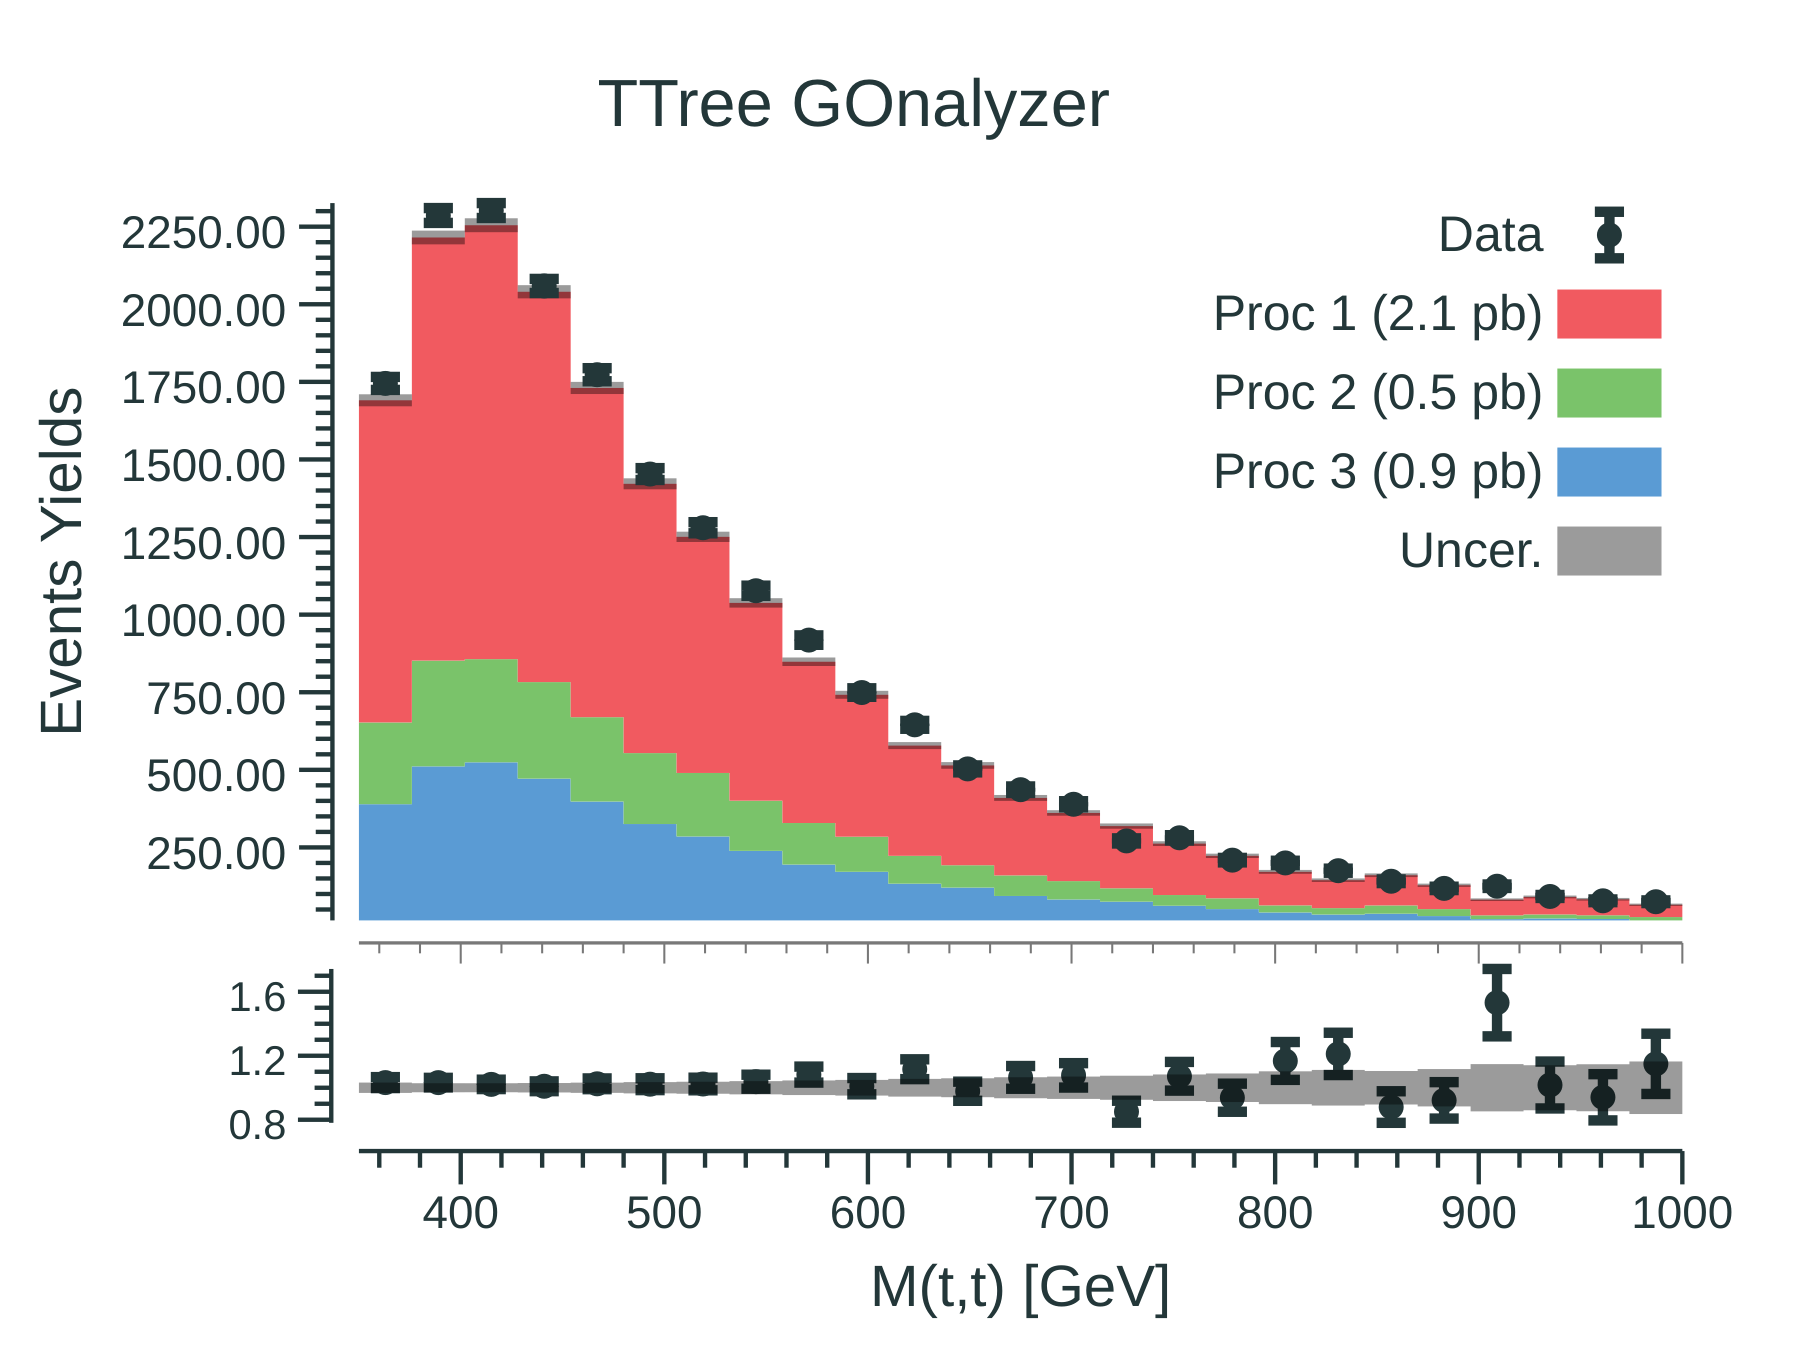 TTree GOnalyzer
2250.00
2000.00
1750.00
1500.00
1250.00
1000.00
750.00
500.00
250.00
Events Yields
Data
Proc 1 (2.1 pb)
Proc 2 (0.5 pb)
Proc 3 (0.9 pb)
Uncer.
1.6
1.2
0.8
400 500 600 700 800 900 1000
M(t,t) [GeV]